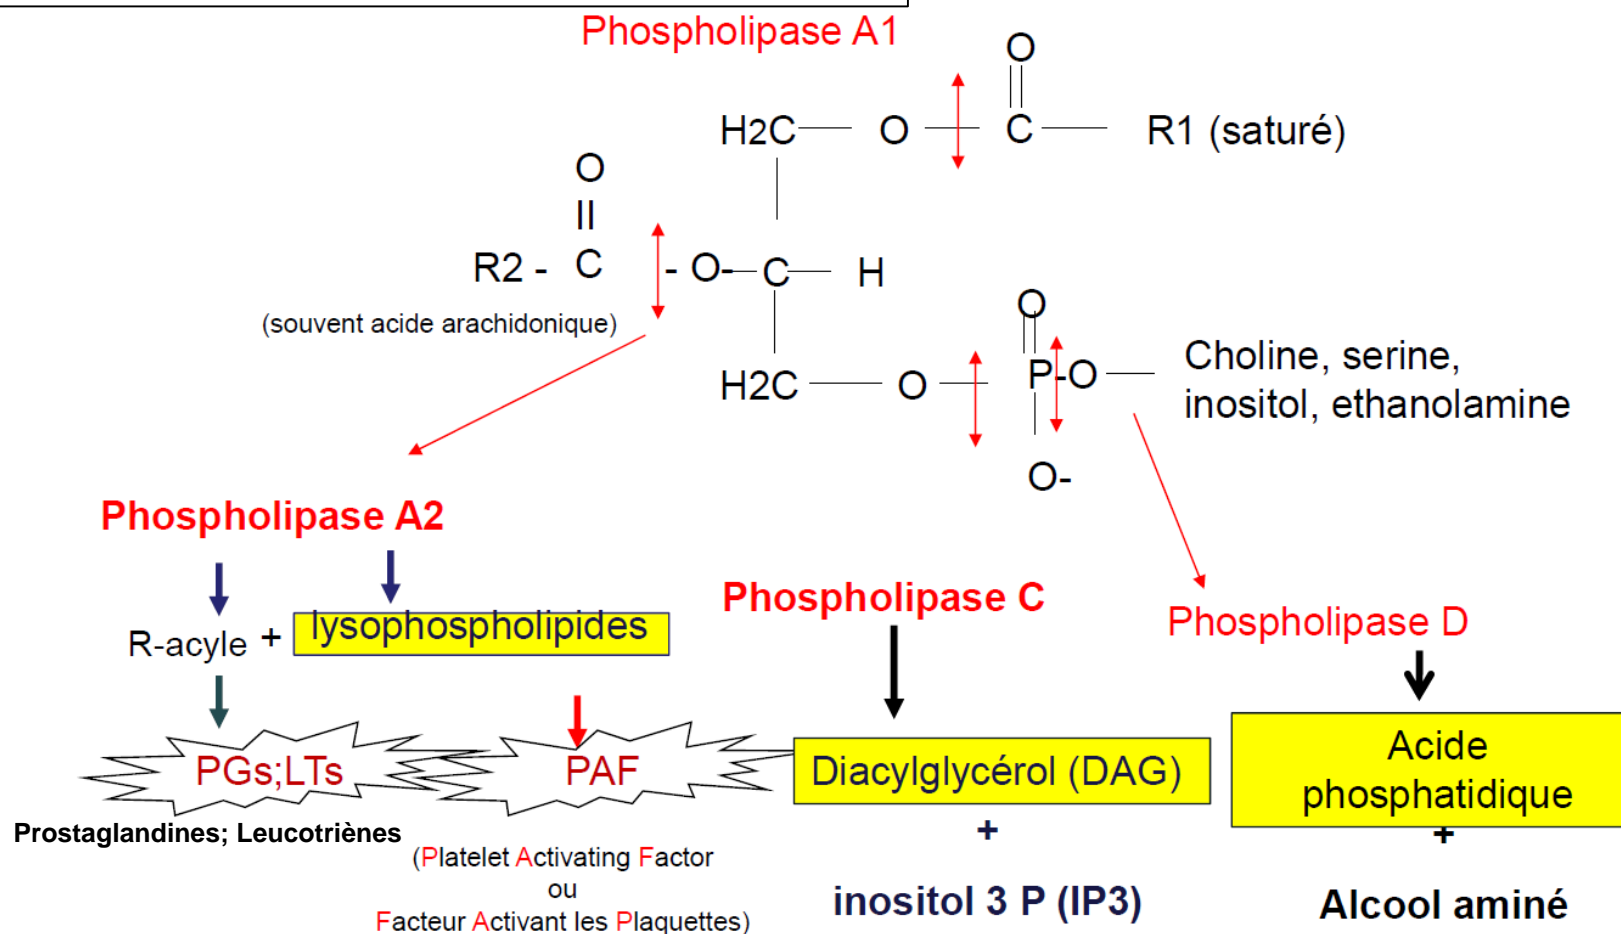 Phospholipase A1
O
H2C O C R1 (saturé)
O
II
R2 - C - O- C H
(souvent acide arachidonique)
O
H2C O P-O Choline, serine,
inositol, ethanolamine
O-
Phospholipase A2
Phospholipase C
Phospholipase D
R-acyle + lysophospholipides
PGs;LTs
PAF
Diacylglycérol (DAG)
Acide
phosphatidique
Prostaglandines; Leucotriènes
(Platelet Activating Factor
ou
Facteur Activant les Plaquettes)
+
inositol 3 P (IP3)
+
Alcool aminé